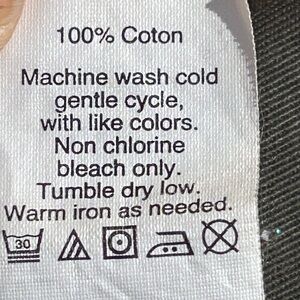 100% Coton
Machine wash cold
gentle cycle,
with like colors.
Non chlorine
bleach only.
Tumble dry low.
Warm iron as needed.
30